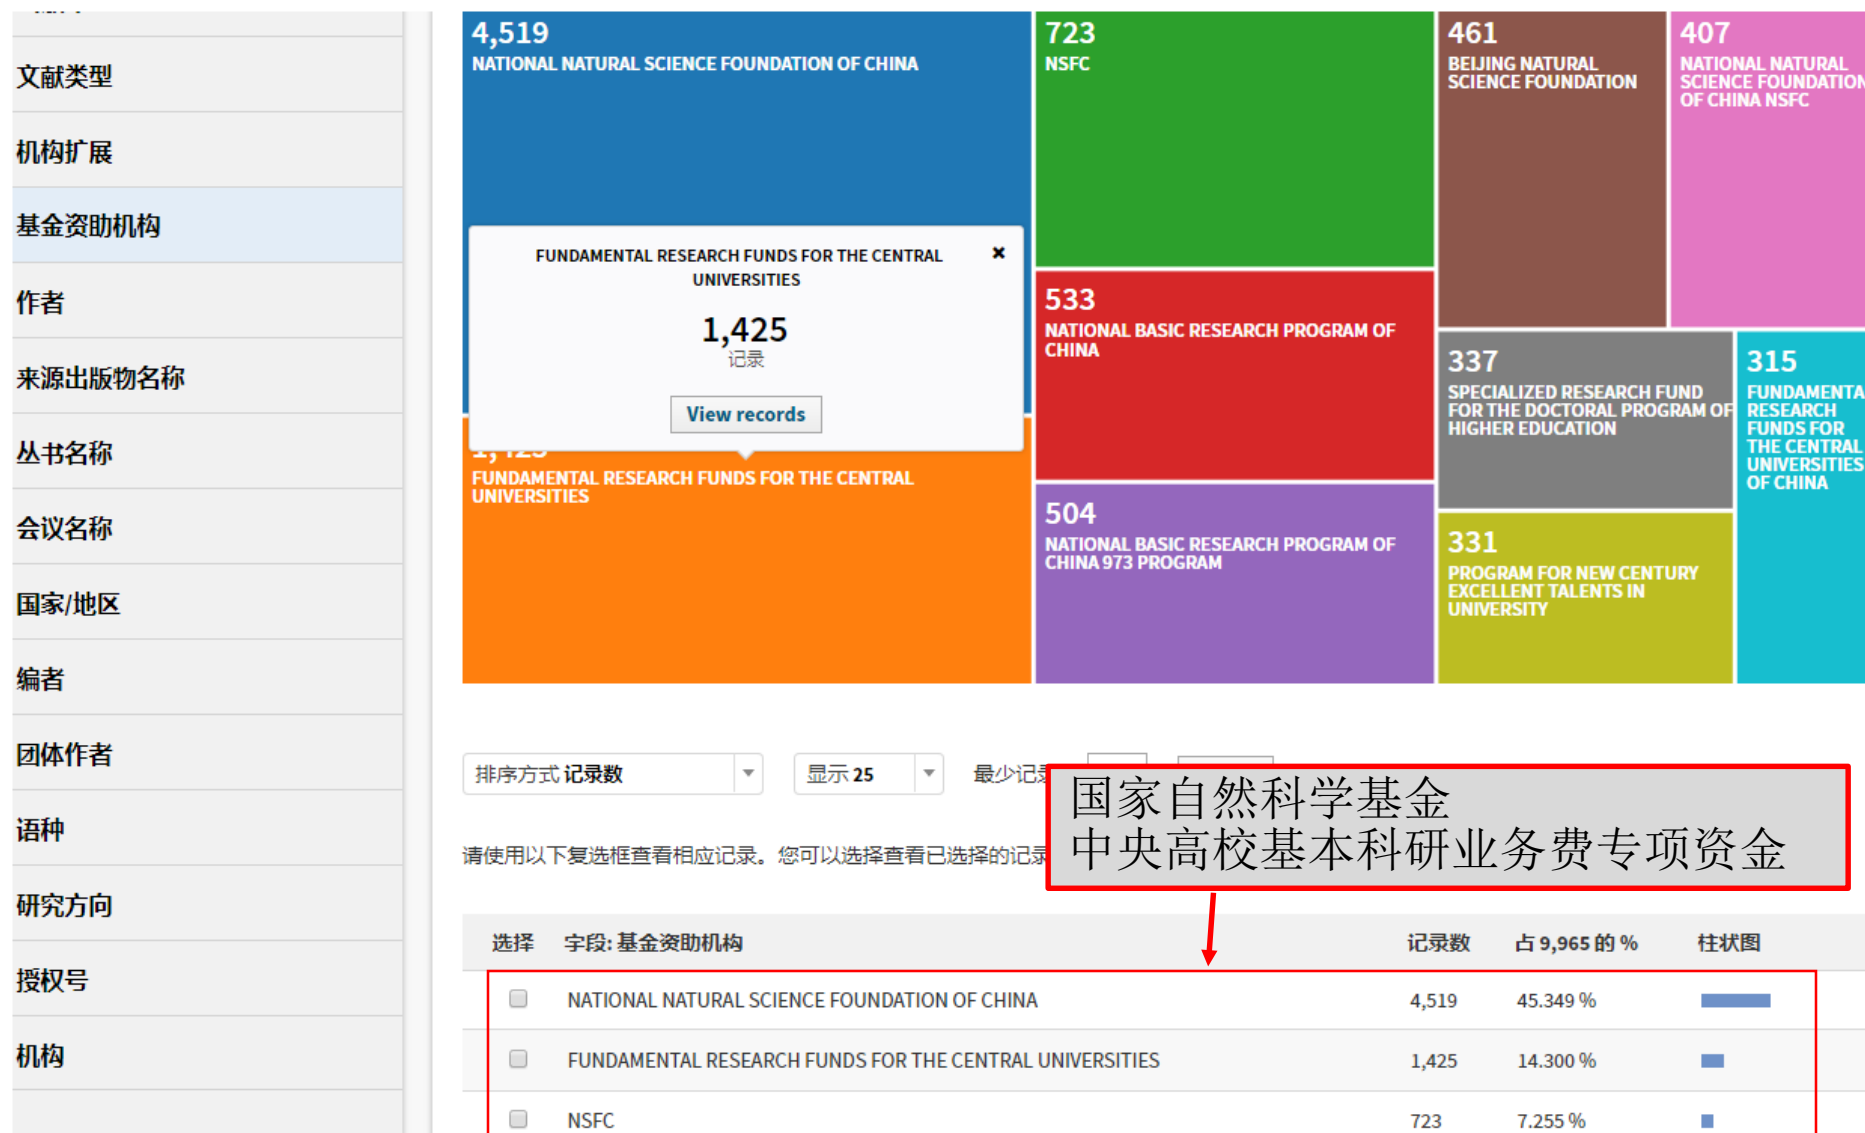 文献类型
机构扩展
基金资助机构
作者
来源出版物名称
丛书名称
会议名称
国家/地区
编者
团体作者
语种
研究方向
授权号
机构
4,519
NATIONAL NATURAL SCIENCE FOUNDATION OF CHINA
723
NSFC
461
BEIJING NATURAL
SCIENCE FOUNDATION
407
NATIONAL NATURAL
SCIENCE FOUNDATION
OF CHINA NSFC
FUNDAMENTAL RESEARCH FUNDS FOR THE CENTRAL
UNIVERSITIES
1,425
记录
View records
1,425
FUNDAMENTAL RESEARCH FUNDS FOR THE CENTRAL
UNIVERSITIES
533
NATIONAL BASIC RESEARCH PROGRAM OF
CHINA
504
NATIONAL BASIC RESEARCH PROGRAM OF
CHINA 973 PROGRAM
337
SPECIALIZED RESEARCH FUND
FOR THE DOCTORAL PROGRAM OF
HIGHER EDUCATION
331
PROGRAM FOR NEW CENTURY
EXCELLENT TALENTS IN
UNIVERSITY
315
FUNDAMENTA
RESEARCH
FUNDS FOR
THE CENTRAL
UNIVERSITIES
OF CHINA
排序方式 记录数 显示 25 最少记
国家自然科学基金
中央高校基本科研业务费专项资金
请使用以下复选框查看相应记录。您可以选择查看已选择的记录
选择 字段: 基金资助机构 记录数 占 9,965 的 % 柱状图
NATIONAL NATURAL SCIENCE FOUNDATION OF CHINA 4,519 45.349 %
FUNDAMENTAL RESEARCH FUNDS FOR THE CENTRAL UNIVERSITIES 1,425 14.300 %
NSFC 723 7.255 %